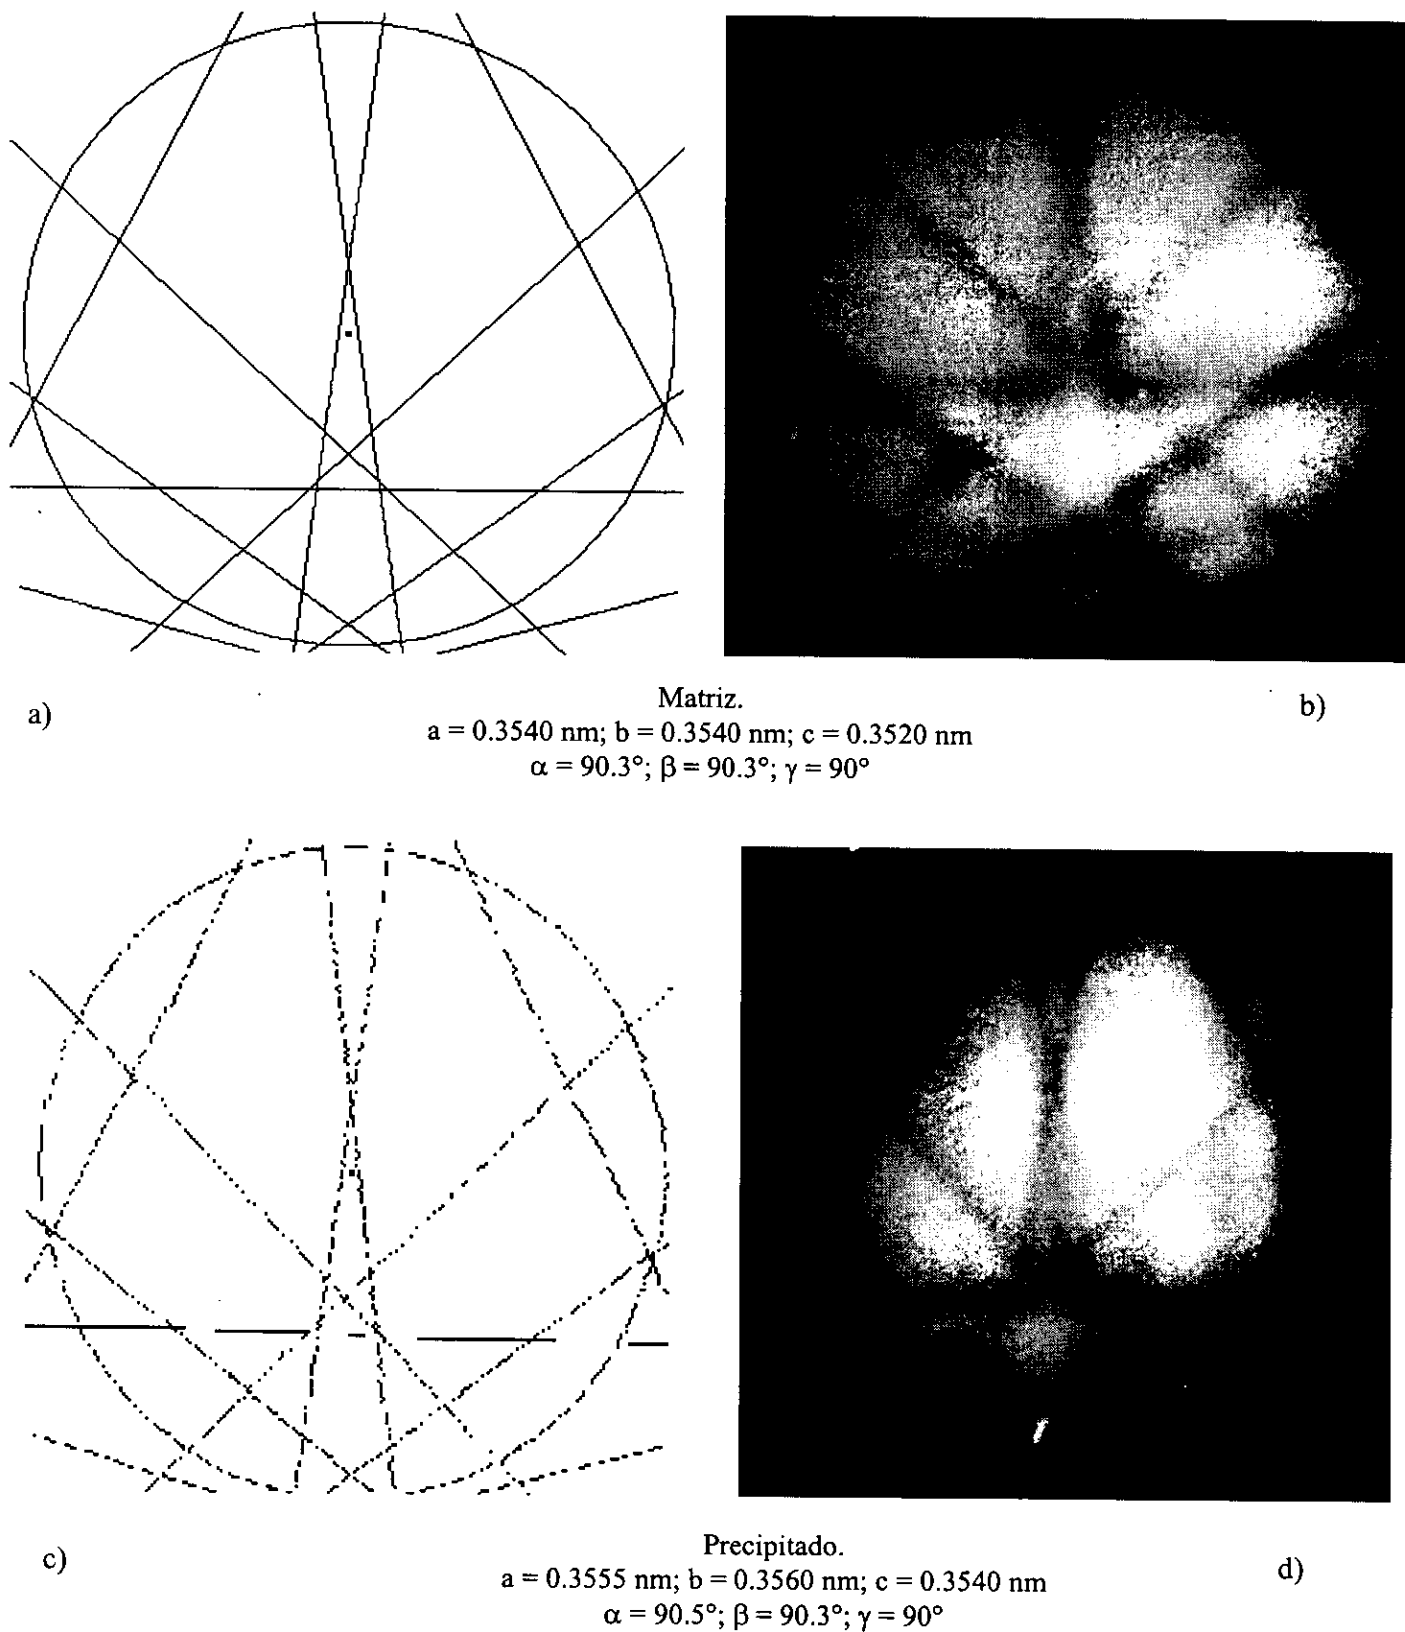 a)
Matriz.
b)
a = 0.3540 nm; b = 0.3540 nm; c = 0.3520 nm
α = 90.3°; β = 90.3°; γ = 90°
c)
Precipitado.
d)
a = 0.3555 nm; b = 0.3560 nm; c = 0.3540 nm
α = 90.5°; β = 90.3°; γ = 90°